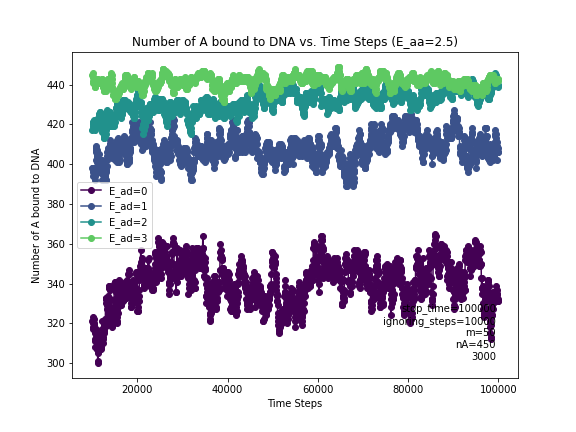 Number of A bound to DNA vs. Time Steps (E_aa=2.5)
Number of A bound to DNA
440
420
400
380
360
340
320
300
E_ad=0
E_ad=1
E_ad=2
E_ad=3
ignoring_steps=10000
nA=450
3000
20000
40000
60000
80000
100000
Time Steps